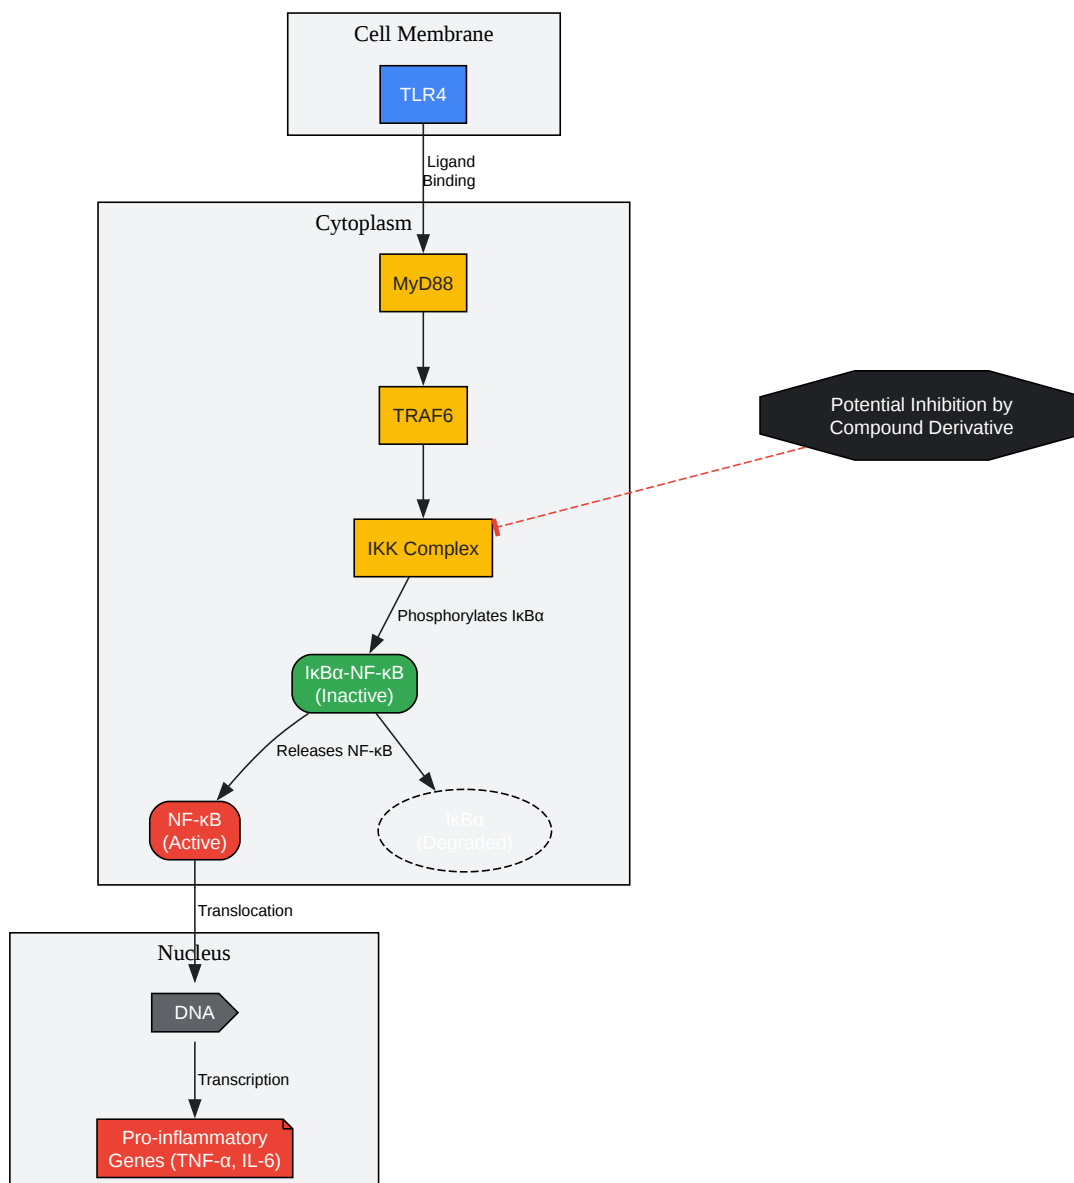 Cell Membrane
TLR4
Ligand
Binding
Cytoplasm
MyD88
TRAF6
Potential Inhibition by
Compound Derivative
IKK Complex
Phosphorylates IκBα
IκBα-NF-κB
(Inactive)
Releases NF-κB
NF-κB
(Active)
IκBα
(Degraded)
Translocation
Nucleus
DNA
Transcription
Pro-inflammatory
Genes (TNF-α, IL-6)